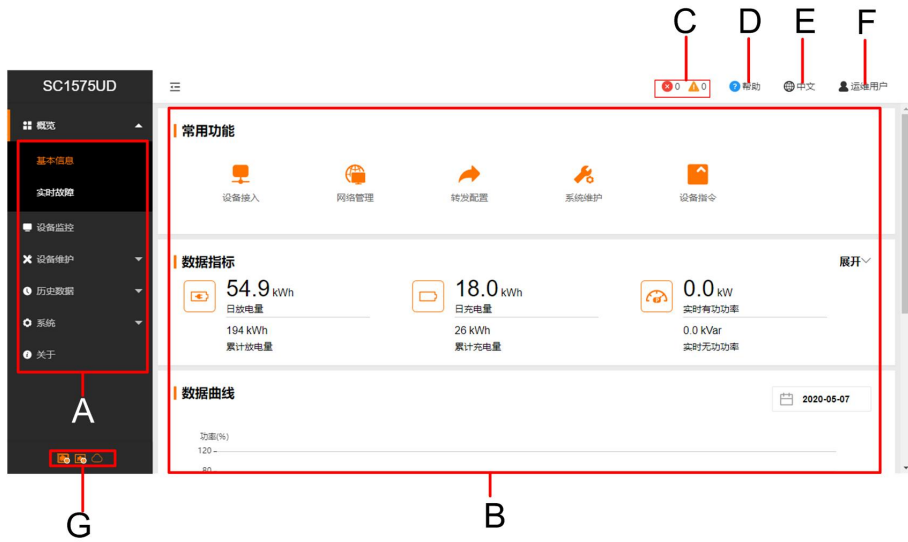 C D E F
SC1575UD
0 0 帮助 中文 运维用户
概览
基本信息
实时故障
设备监控
设备维护
历史数据
系统
关于
A
G
常用功能
设备接入 网络管理 转发配置 系统维护 设备指令
数据指标 展开
54.9 kWh 18.0 kWh 0.0 kW
日放电量 日充电量 实时有功功率
194 kWh 26 kWh 0.0 kVar
累计放电量 累计充电量 实时无功功率
数据曲线 2020-05-07
功率(%)
120
80
B